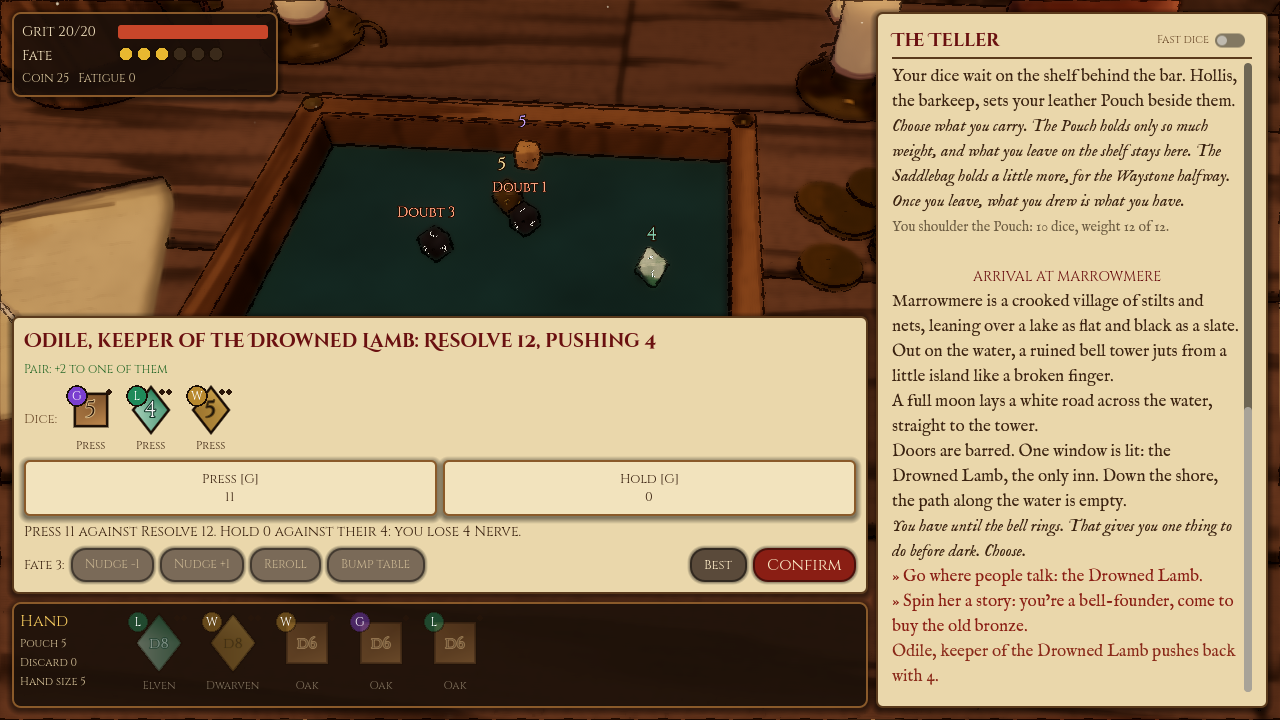 Grit 20/20
Fate
Coin 25 Fatigue 0
5
5
Doubt 1
Doubt 3
4
Odile, keeper of the Drowned Lamb: Resolve 12, pushing 4
Pair: +2 to one of them
Dice:
G 5
L 4
W 5
Press
Press
Press
Press [G]
11
Hold [G]
0
Press 11 against Resolve 12. Hold 0 against their 4: you lose 4 Nerve.
Fate 3:
Nudge -1
Nudge +1
Reroll
Bump table
Best
Confirm
Hand
Pouch 5
Discard 0
Hand size 5
L D8
W D8
W D6
G D6
L D6
Elven
Dwarven
Oak
Oak
Oak
The Teller
Fast dice
Your dice wait on the shelf behind the bar. Hollis,
the barkeep, sets your leather Pouch beside them.
Choose what you carry. The Pouch holds only so much
weight, and what you leave on the shelf stays here. The
Saddlebag holds a little more, for the Waystone halfway.
Once you leave, what you drew is what you have.
You shoulder the Pouch: 10 dice, weight 12 of 12.
ARRIVAL AT MARROWMERE
Marrowmere is a crooked village of stilts and
nets, leaning over a lake as flat and black as a slate.
Out on the water, a ruined bell tower juts from a
little island like a broken finger.
A full moon lays a white road across the water,
straight to the tower.
Doors are barred. One window is lit: the
Drowned Lamb, the only inn. Down the shore,
the path along the water is empty.
You have until the bell rings. That gives you one thing to
do before dark. Choose.
» Go where people talk: the Drowned Lamb.
» Spin her a story: you're a bell-founder, come to
buy the old bronze.
Odile, keeper of the Drowned Lamb pushes back
with 4.